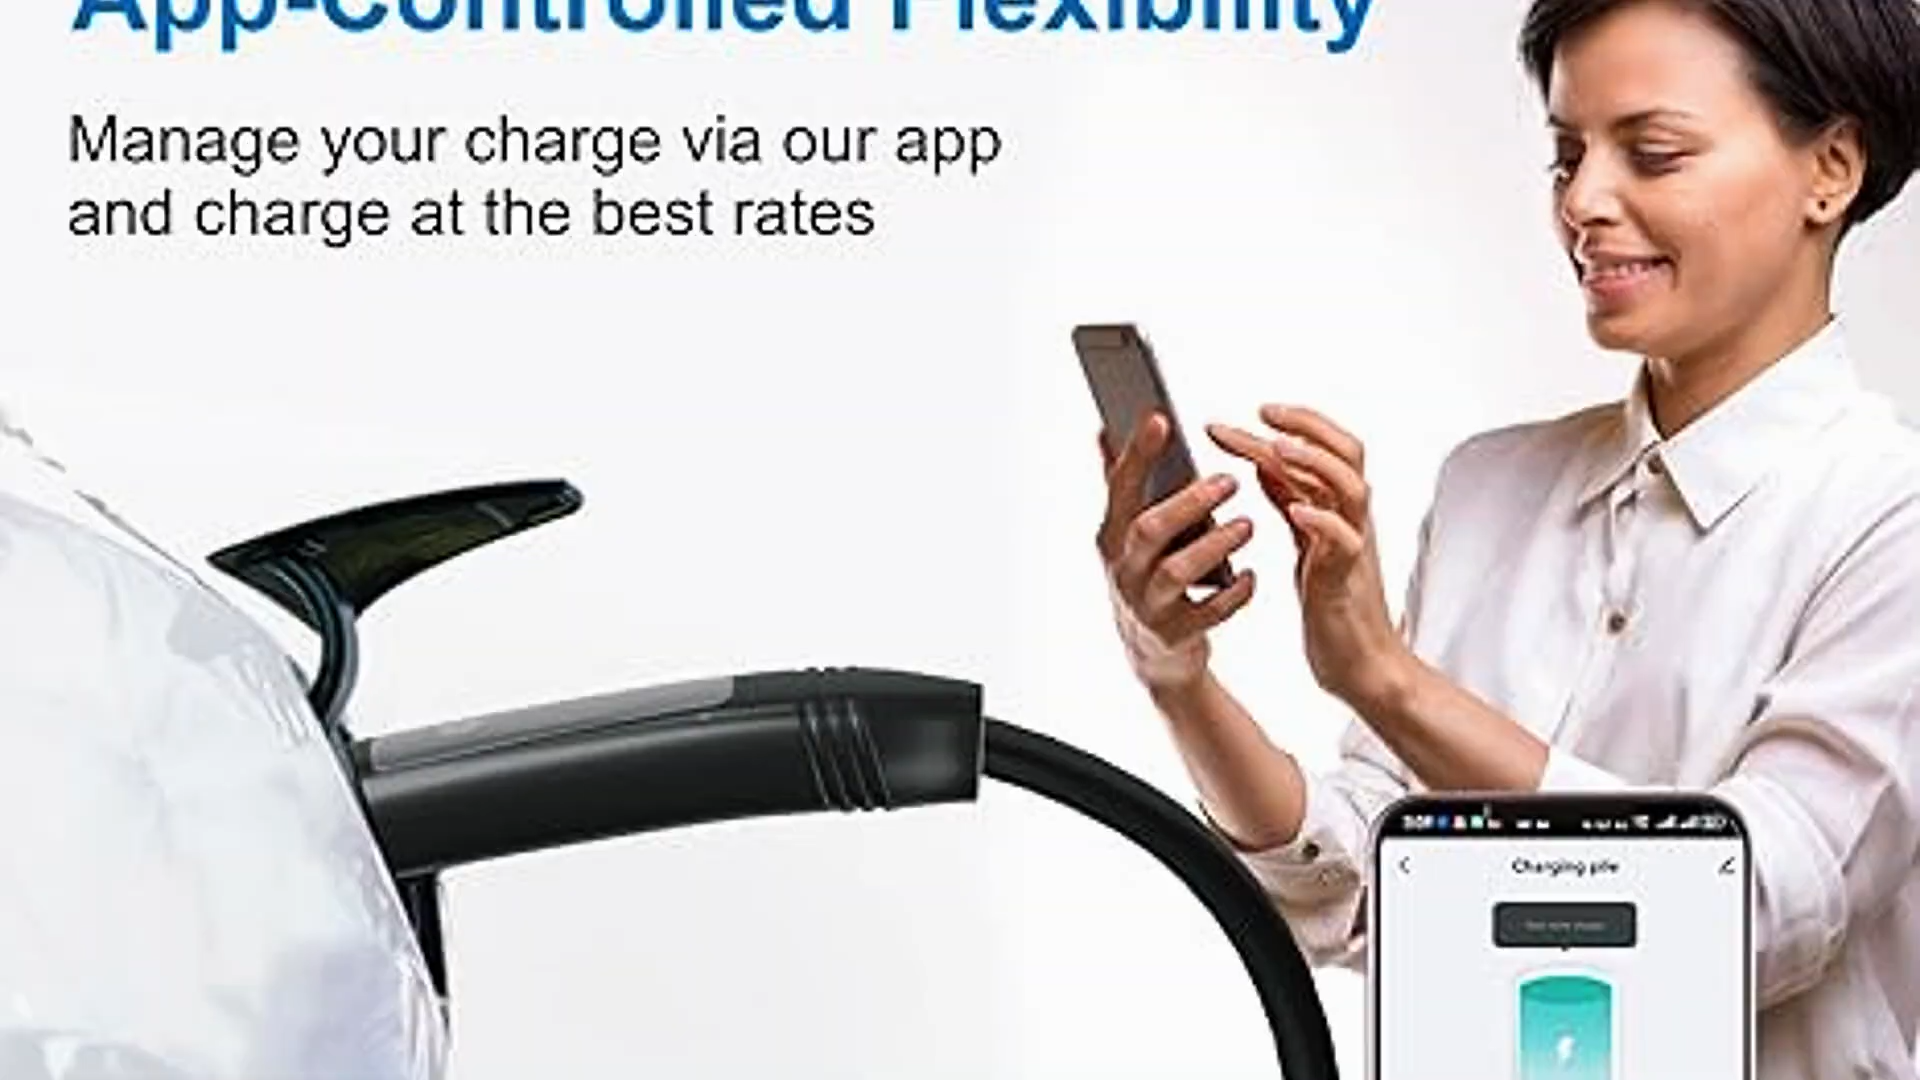 App-Controlled Flexibility
Manage your charge via our app
and charge at the best rates
Charging pile